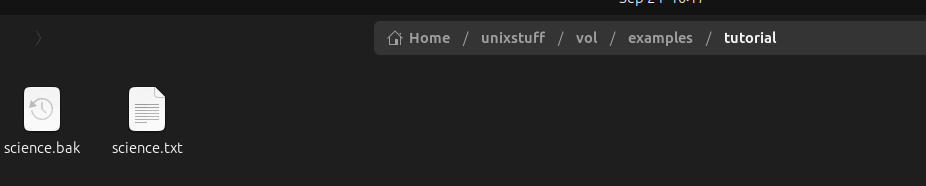 Home / unixstuff / vol / examples / tutorial
science.bak science.txt